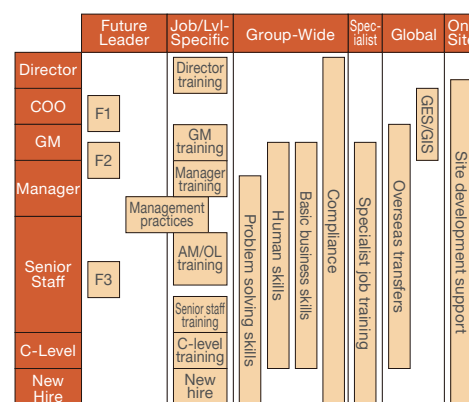 Future
Leader
Job/Lvl-
Specific
Group-Wide
Spec-
ialist
Global
On
Site
Director
COO
GM
Manager
Senior
Staff
C-Level
New
Hire
F1
F2
F3
Director
training
GM
training
Manager
training
Management
practices
AM/OL
training
Senior staff
training
C-level
training
New
hire
Problem solving skills
Human skills
Basic business skills
Compliance
Specialist job training
Overseas transfers
GES/GIS
Site development support